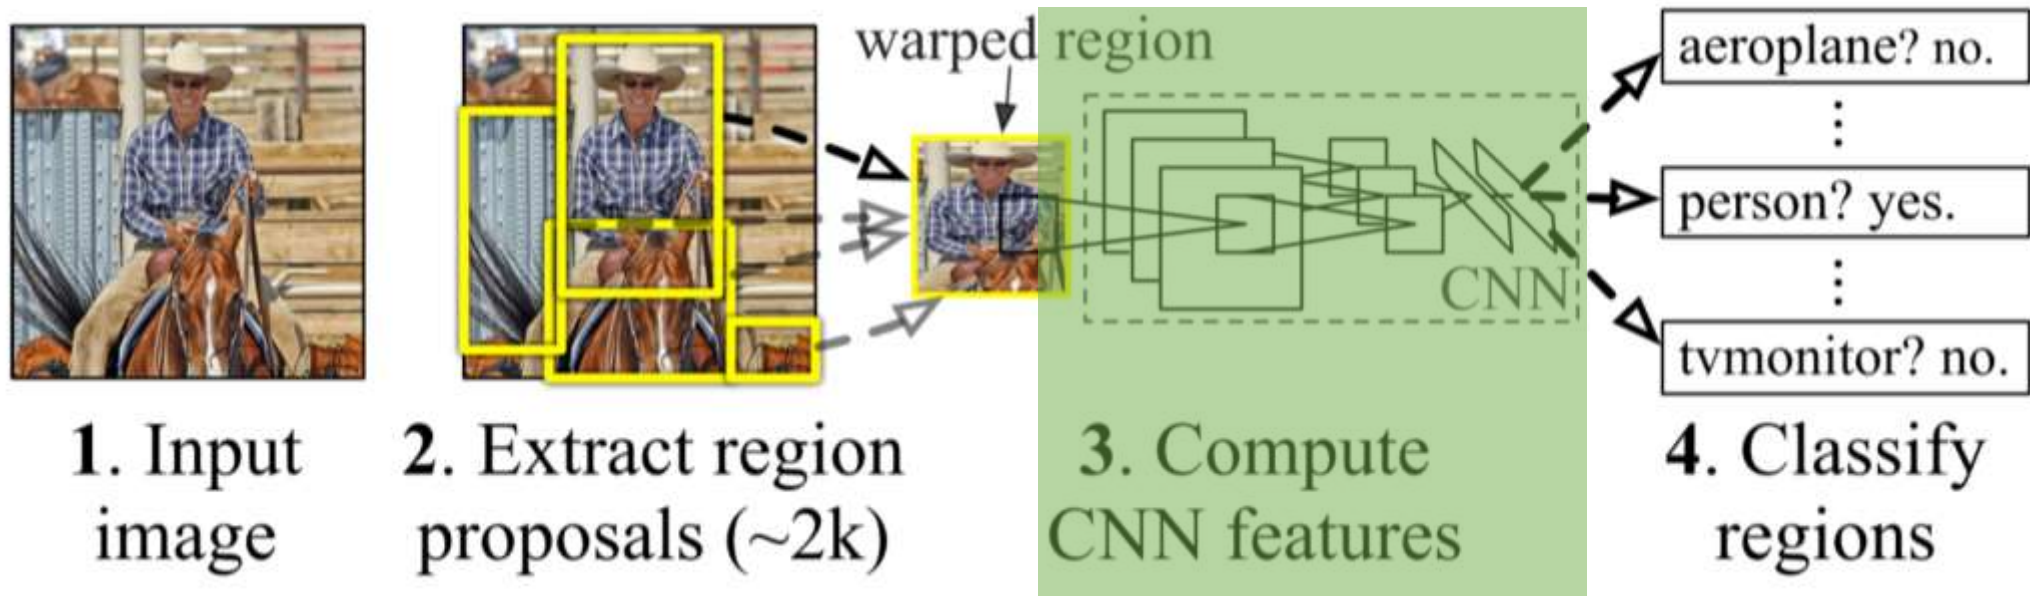 warped region
aeroplane? no.
person? yes.
CNN
tvmonitor? no.
1. Input
image
2. Extract region
proposals (~2k)
3. Compute
CNN features
4. Classify
regions